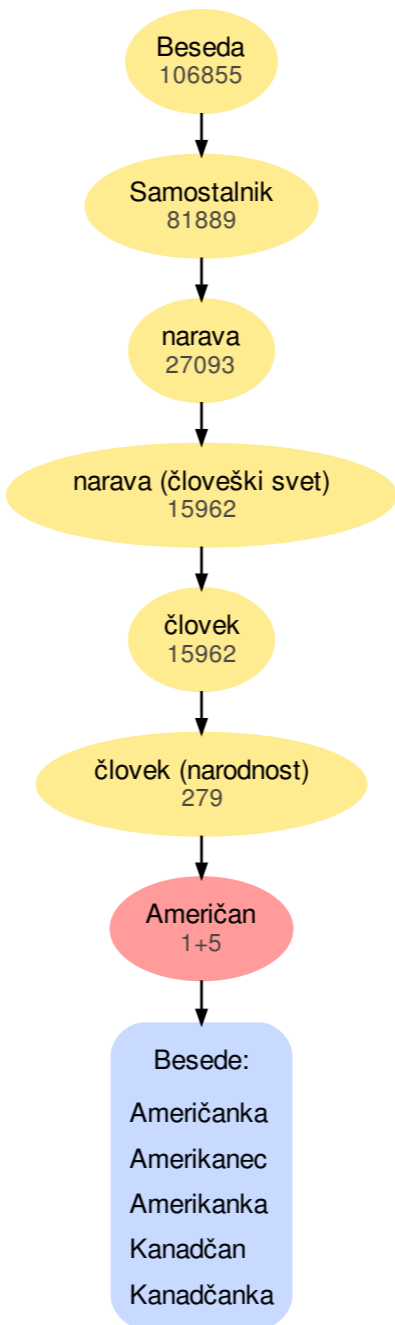 Beseda
106855
Samostalnik
81889
narava
27093
narava (človeški svet)
15962
človek
15962
človek (narodnost)
279
Američan
1+5
Besede:
Američanka
Amerikanec
Amerikanka
Kanadčan
Kanadčanka